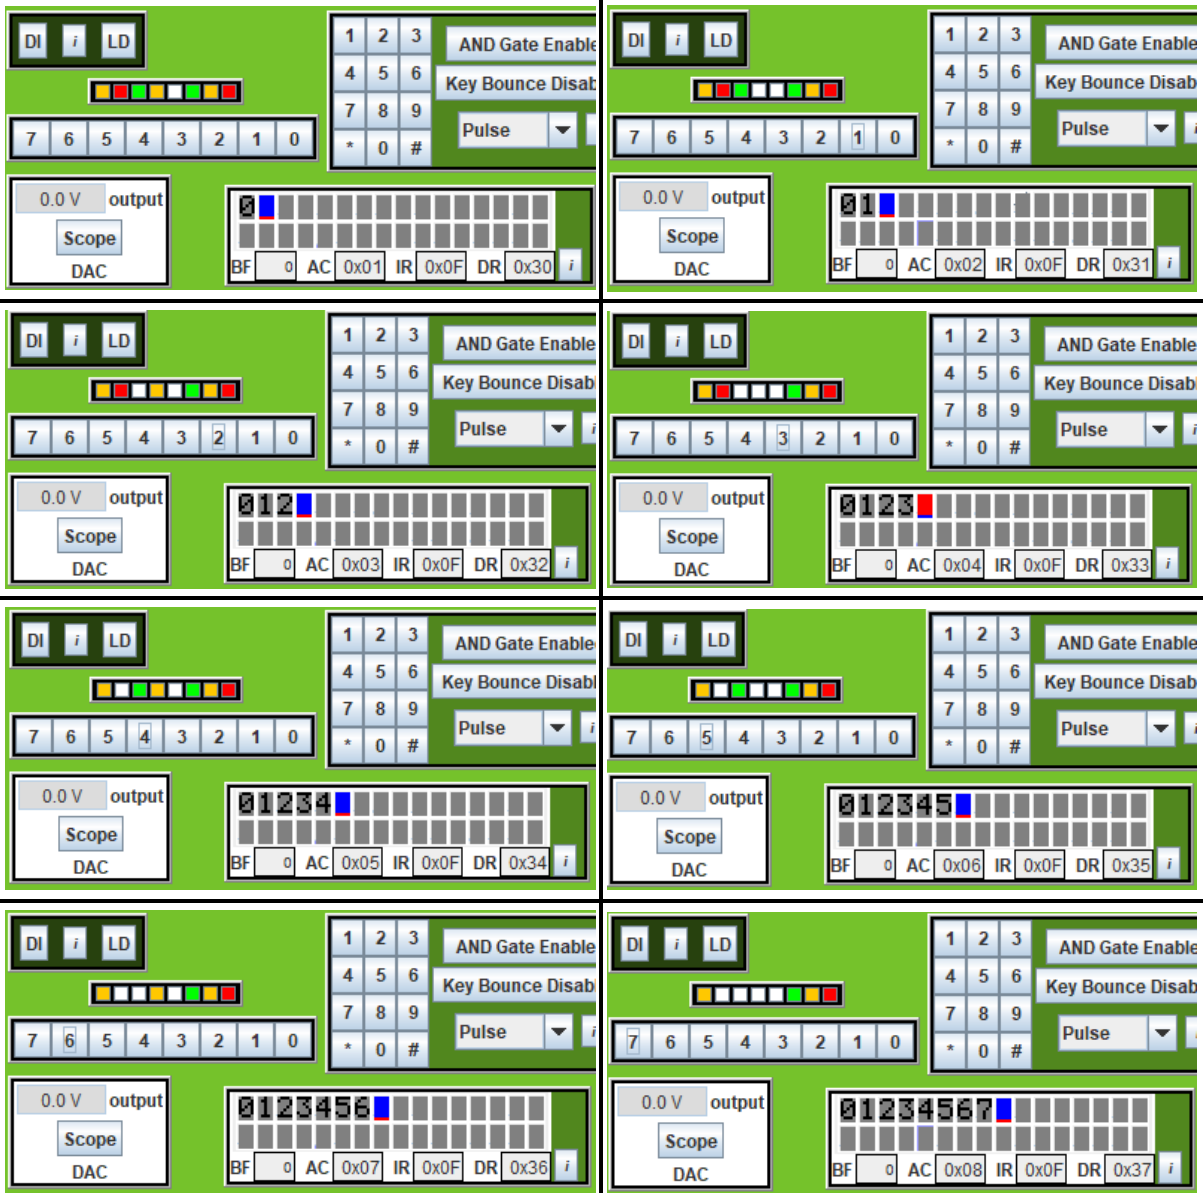 DI i LD
1 2 3
4 5 6
7 8 9
* 0 #
AND Gate Enable
Key Bounce Disab
Pulse
7 6 5 4 3 2 1 0
0.0 V output
Scope
DAC
0
BF 0 AC 0x01 IR 0x0F DR 0x30 i
DI i LD
1 2 3
4 5 6
7 8 9
* 0 #
AND Gate Enable
Key Bounce Disab
Pulse i
7 6 5 4 3 2 1 0
0.0 V output
Scope
DAC
01
BF 0 AC 0x02 IR 0x0F DR 0x31 i
DI i LD
1 2 3
4 5 6
7 8 9
* 0 #
AND Gate Enable
Key Bounce Disabl
Pulse i
7 6 5 4 3 2 1 0
0.0 V output
Scope
DAC
012
BF 0 AC 0x03 IR 0x0F DR 0x32 i
DI i LD
1 2 3
4 5 6
7 8 9
* 0 #
AND Gate Enable
Key Bounce Disab
Pulse i
7 6 5 4 3 2 1 0
0.0 V output
Scope
DAC
0123
BF 0 AC 0x04 IR 0x0F DR 0x33 i
DI i LD
1 2 3
4 5 6
7 8 9
* 0 #
AND Gate Enable
Key Bounce Disabl
Pulse i
7 6 5 4 3 2 1 0
0.0 V output
Scope
DAC
01234
BF 0 AC 0x05 IR 0x0F DR 0x34 i
DI i LD
1 2 3
4 5 6
7 8 9
* 0 #
AND Gate Enable
Key Bounce Disab
Pulse i
7 6 5 4 3 2 1 0
0.0 V output
Scope
DAC
012345
BF 0 AC 0x06 IR 0x0F DR 0x35 i
DI i LD
1 2 3
4 5 6
7 8 9
* 0 #
AND Gate Enable
Key Bounce Disab
Pulse i
7 6 5 4 3 2 1 0
0.0 V output
Scope
DAC
0123456
BF 0 AC 0x07 IR 0x0F DR 0x36 i
DI i LD
1 2 3
4 5 6
7 8 9
* 0 #
AND Gate Enable
Key Bounce Disab
Pulse
7 6 5 4 3 2 1 0
0.0 V output
Scope
DAC
01234567
BF 0 AC 0x08 IR 0x0F DR 0x37 i